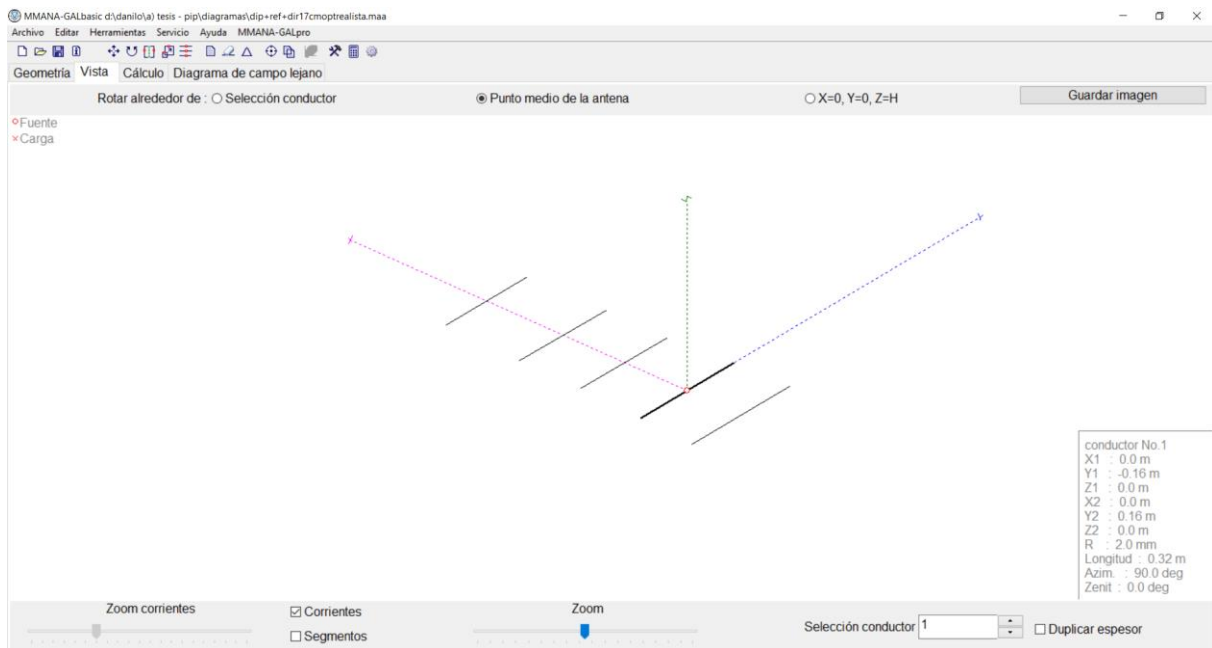 MMANA-GALbasic d:\danilo\a) tesis - pip\diagramas\dip+ref+dir17cmoptrealista.maa
Archivo Editar Herramientas Servicio Ayuda MMANA-GALpro
Geometría Vista Cálculo Diagrama de campo lejano
Rotar alrededor de : Selección conductor Punto medio de la antena X=0, Y=0, Z=H Guardar imagen
Fuente
Carga
Z
Y
X
conductor No.1
X1 : 0.0 m
Y1 : -0.16 m
Z1 : 0.0 m
X2 : 0.0 m
Y2 : 0.16 m
Z2 : 0.0 m
R : 2.0 mm
Longitud : 0.32 m
Azim. : 90.0 deg
Zenit : 0.0 deg
Zoom corrientes Corrientes Zoom Selección conductor 1 Duplicar espesor
Segmentos